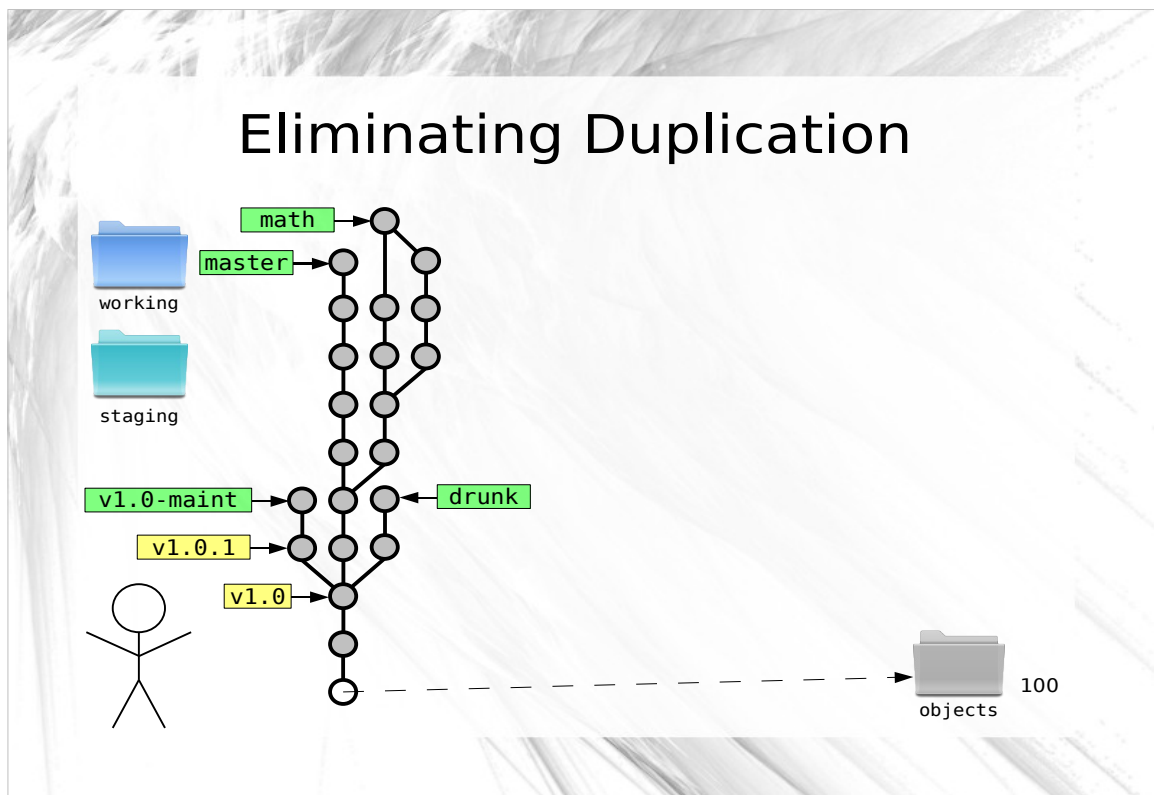 Eliminating Duplication
math
master
working
staging
v1.0-maint
drunk
v1.0.1
v1.0
100
objects